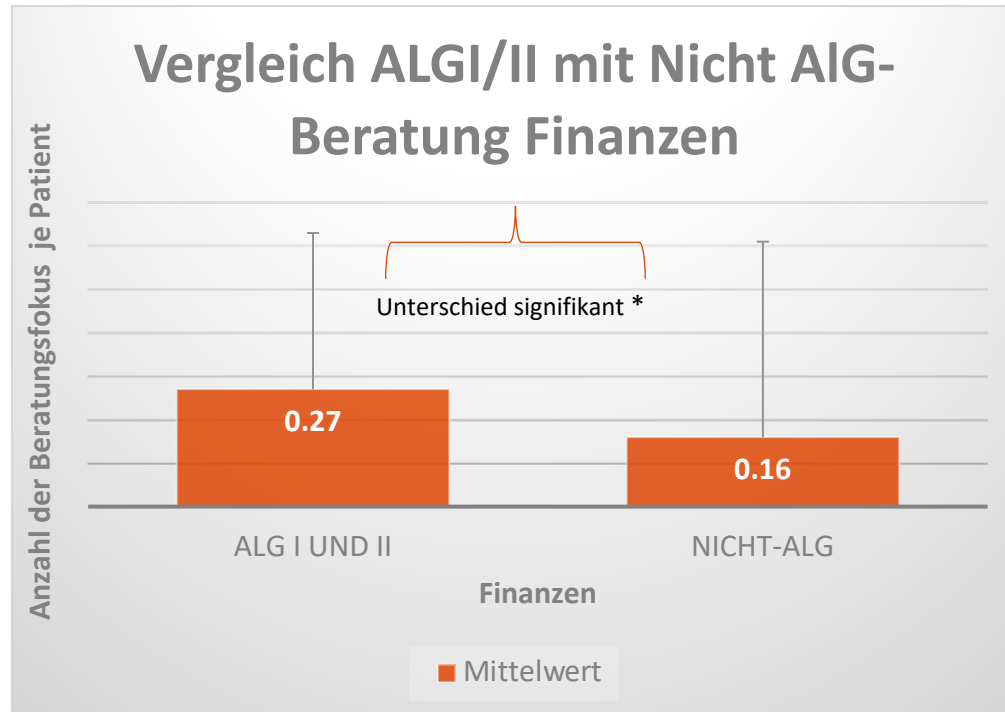 Vergleich ALGI/II mit Nicht AlG-
Beratung Finanzen
Anzahl der Beratungsfokus je Patient
Unterschied signifikant *
0.27
0.16
ALG I UND II
NICHT-ALG
Finanzen
Mittelwert